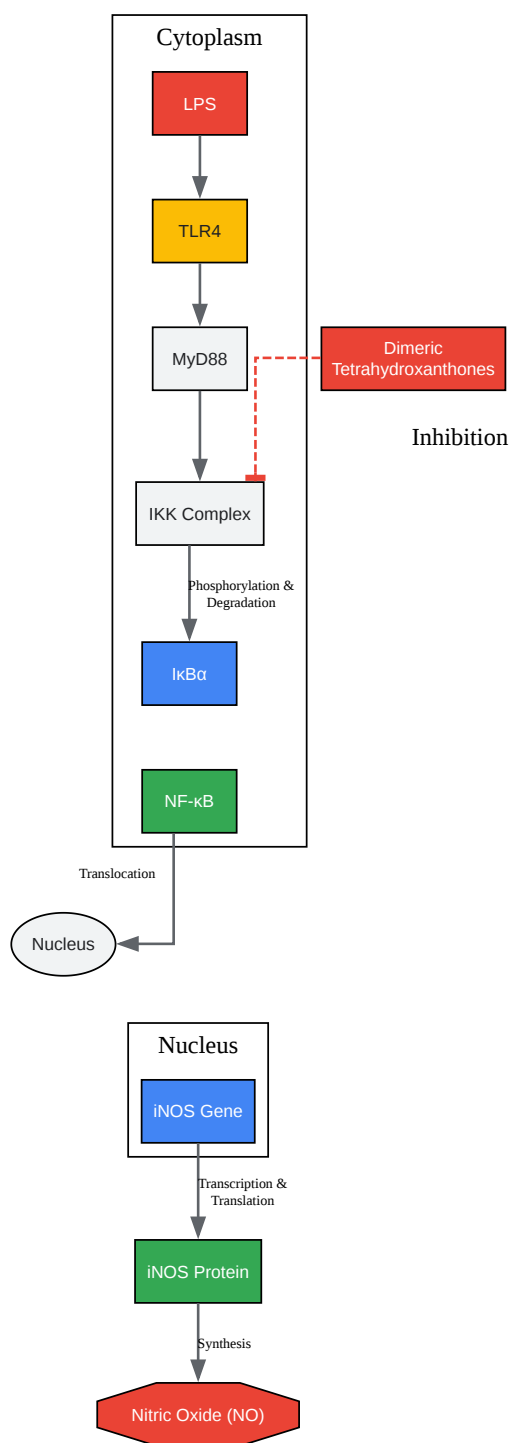 Cytoplasm
LPS
TLR4
MyD88
Dimeric
Tetrahydroxanthones
Inhibition
IKK Complex
Phosphorylation &
Degradation
IκBα
NF-κB
Translocation
Nucleus
Nucleus
iNOS Gene
Transcription &
Translation
iNOS Protein
Synthesis
Nitric Oxide (NO)